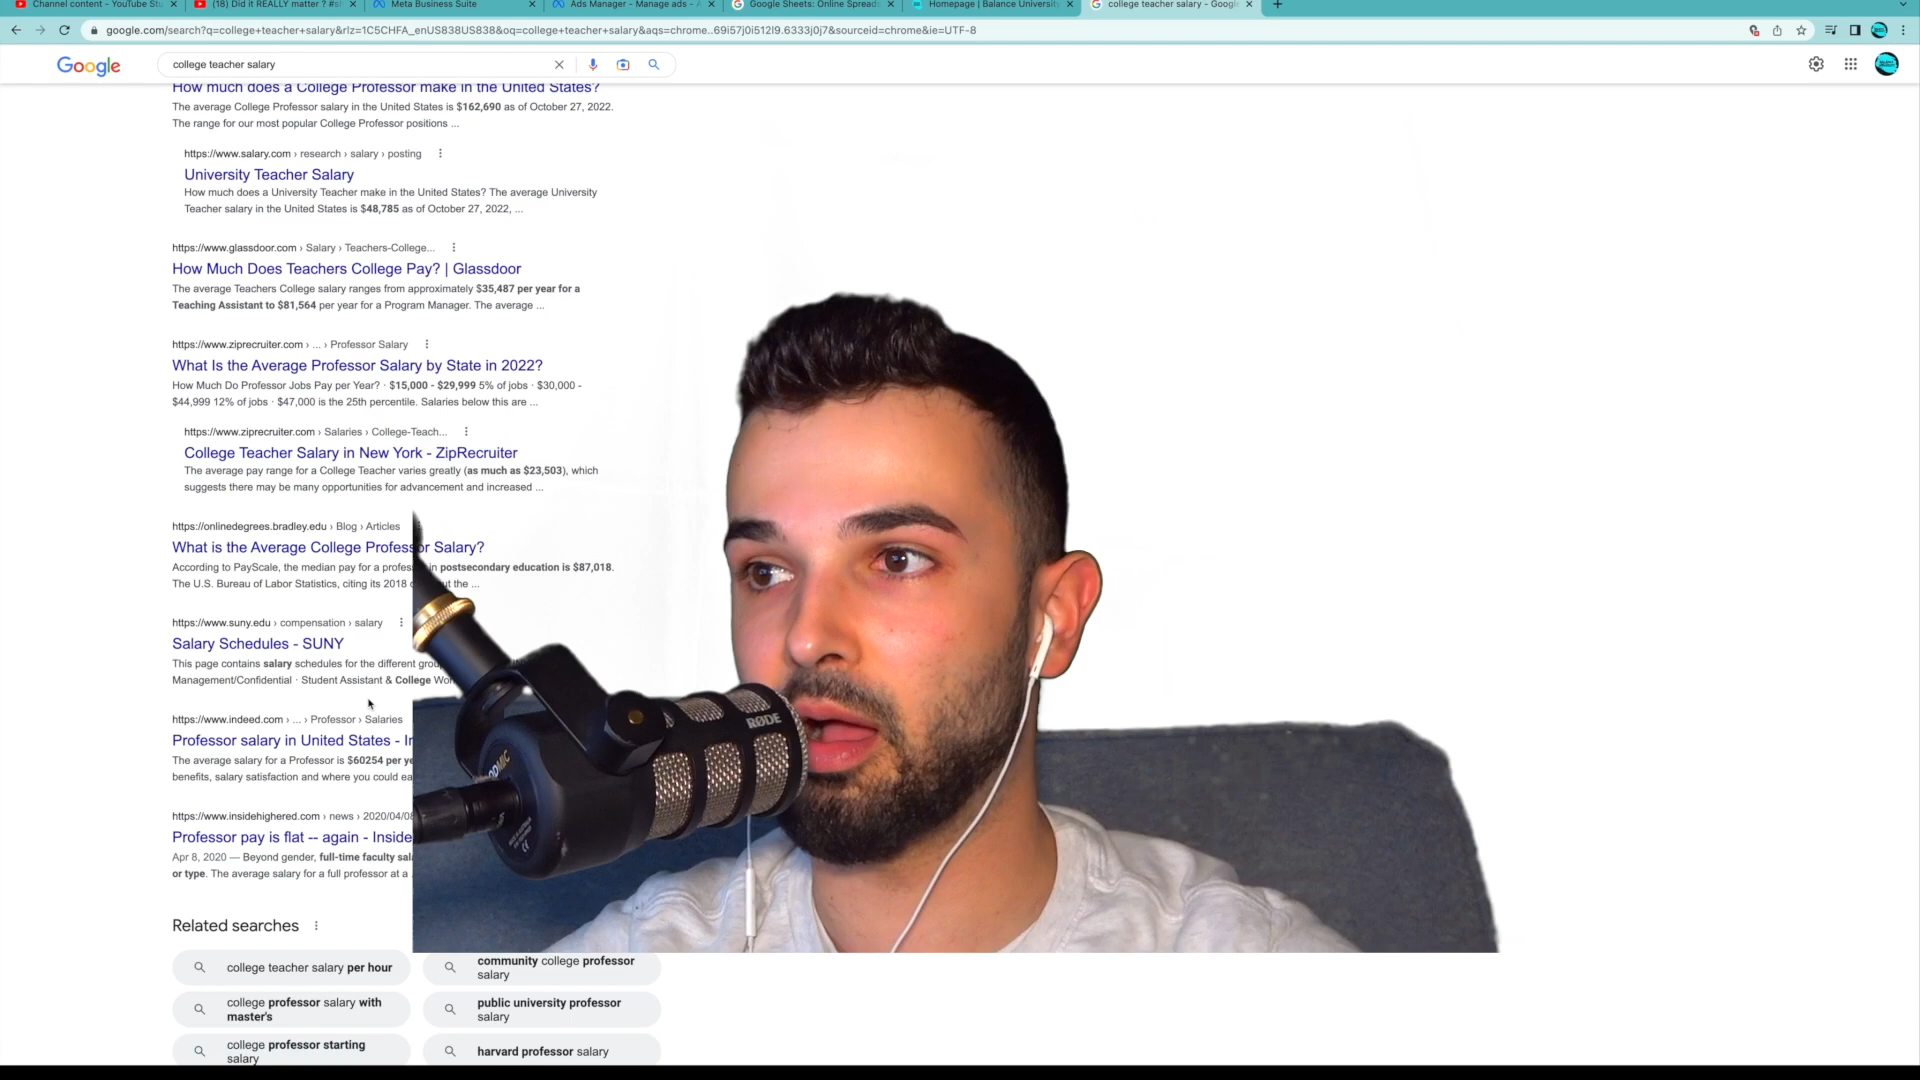 Channel content - YouTube Stu
(18) Did it REALLY matter ? #sh
Meta Business Suite
Ads Manager - Manage ads - A
Google Sheets: Online Spreads
Homepage | Balance University
college teacher salary - Google
google.com/search?q=college+teacher+salary&rlz=1C5CHFA_enUS838US838&oq=college+teacher+salary&aqs=chrome..69i57j0i512l9.6333j0j7&sourceid=chrome&ie=UTF-8
Google
college teacher salary
How much does a College Professor make in the United States?
The average College Professor salary in the United States is $162,690 as of October 27, 2022.
The range for our most popular College Professor positions ...
https://www.salary.com › research › salary › posting
University Teacher Salary
How much does a University Teacher make in the United States? The average University
Teacher salary in the United States is $48,785 as of October 27, 2022, ...
https://www.glassdoor.com › Salary › Teachers-College...
How Much Does Teachers College Pay? | Glassdoor
The average Teachers College salary ranges from approximately $35,487 per year for a
Teaching Assistant to $81,564 per year for a Program Manager. The average ...
https://www.ziprecruiter.com › ... › Professor Salary
What Is the Average Professor Salary by State in 2022?
How Much Do Professor Jobs Pay per Year? · $15,000 - $29,999 5% of jobs · $30,000 -
$44,999 12% of jobs · $47,000 is the 25th percentile. Salaries below this are ...
https://www.ziprecruiter.com › Salaries › College-Teach...
College Teacher Salary in New York - ZipRecruiter
The average pay range for a College Teacher varies greatly (as much as $23,503), which
suggests there may be many opportunities for advancement and increased ...
https://onlinedegrees.bradley.edu › Blog › Articles
What is the Average College Professor Salary?
According to PayScale, the median pay for a profes in postsecondary education is $87,018.
The U.S. Bureau of Labor Statistics, citing its 2018 ut the ...
https://www.suny.edu › compensation › salary
Salary Schedules - SUNY
This page contains salary schedules for the different grou
Management/Confidential · Student Assistant & College Wor
https://www.indeed.com › ... › Professor › Salaries
Professor salary in United States - In
The average salary for a Professor is $60254 per ye
benefits, salary satisfaction and where you could ea
https://www.insidehighered.com › news › 2020/04/08
Professor pay is flat -- again - Inside
Apr 8, 2020 — Beyond gender, full-time faculty sal
or type. The average salary for a full professor at a
RØDE
PODMIC
Related searches
college teacher salary per hour
community college professor
salary
college professor salary with
master's
public university professor
salary
college professor starting
salary
harvard professor salary